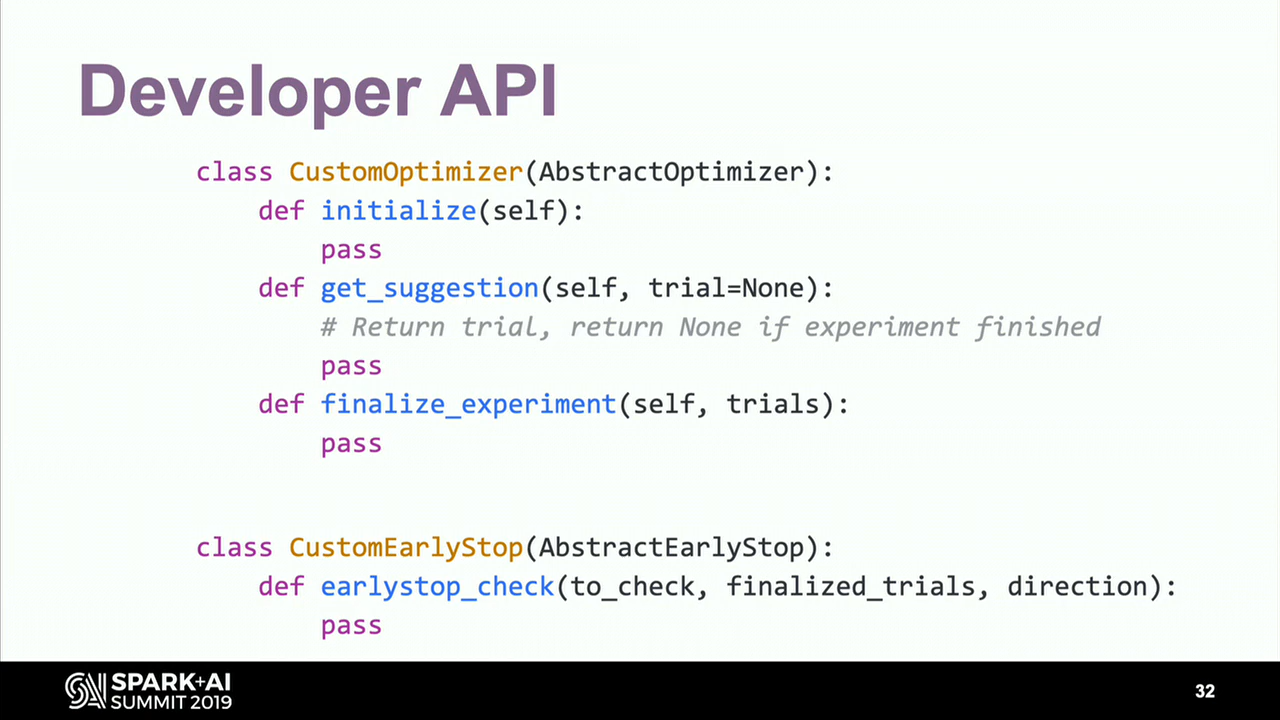 Developer API
class CustomOptimizer(AbstractOptimizer):
    def initialize(self):
        pass
    def get_suggestion(self, trial=None):
        # Return trial, return None if experiment finished
        pass
    def finalize_experiment(self, trials):
        pass
class CustomEarlyStop(AbstractEarlyStop):
    def earlystop_check(to_check, finalized_trials, direction):
        pass
SPARK+AI
SUMMIT 2019
32